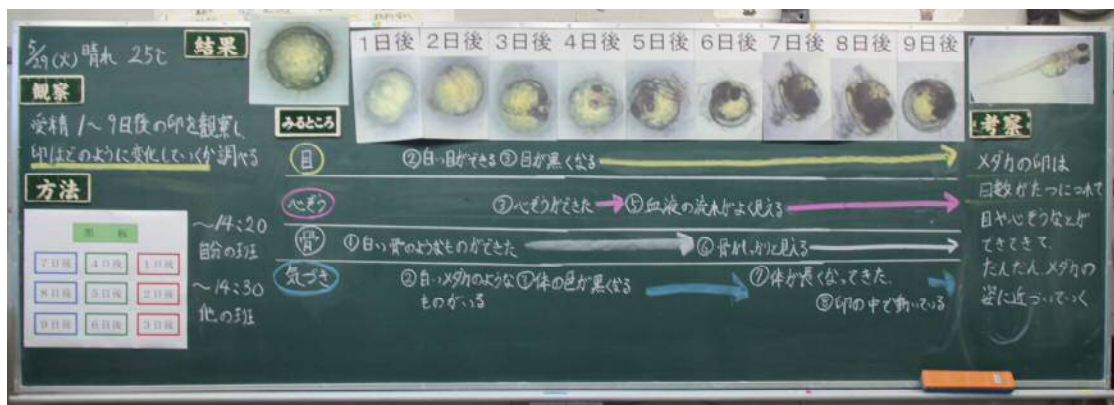 5/29(火)晴れ 25℃
観察
受精1〜9日後の卵を観察し、
卵はどのように変化していくか調べる
方法
黒板
7日後 4日後 1日後
8日後 5日後 2日後
9日後 6日後 3日後
〜14:20
自分の班
〜14:30
他の班
結果
1日後 2日後 3日後 4日後 5日後 6日後 7日後 8日後 9日後
みるところ
目 ②白い目ができる ③目が黒くなる
心ぞう ③心ぞうができた ⑤血液の流れがよく見える
骨 ①白い骨のようなものができた ⑥骨がしっかりと見える
気づき ②白いメダカのような
ものがいる
体の色が黒くなる
⑦体が長くなってきた。
⑧卵の中で動いている
考察
メダカの卵は
日数がたつにつれて
目や心ぞうなどが
できてきて、
だんだんメダカの
姿に近づいていく